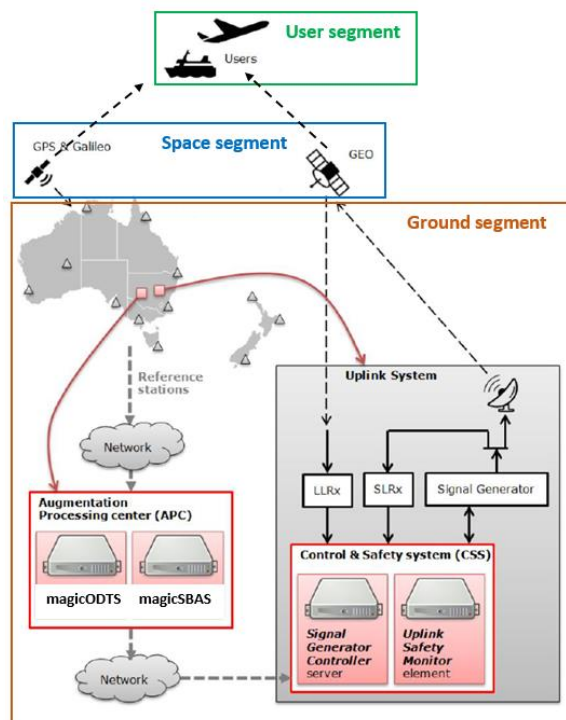 User segment
Users
GPS & Galileo
Space segment
GEO
Ground segment
Reference
stations
Uplink System
Network
LLRx
SLRx
Signal Generator
Augmentation
Processing center (APC)
magicODTS
magicSBAS
Control & Safety system (CSS)
Signal
Generator
Controller
server
Uplink
Safety
Monitor
element
Network